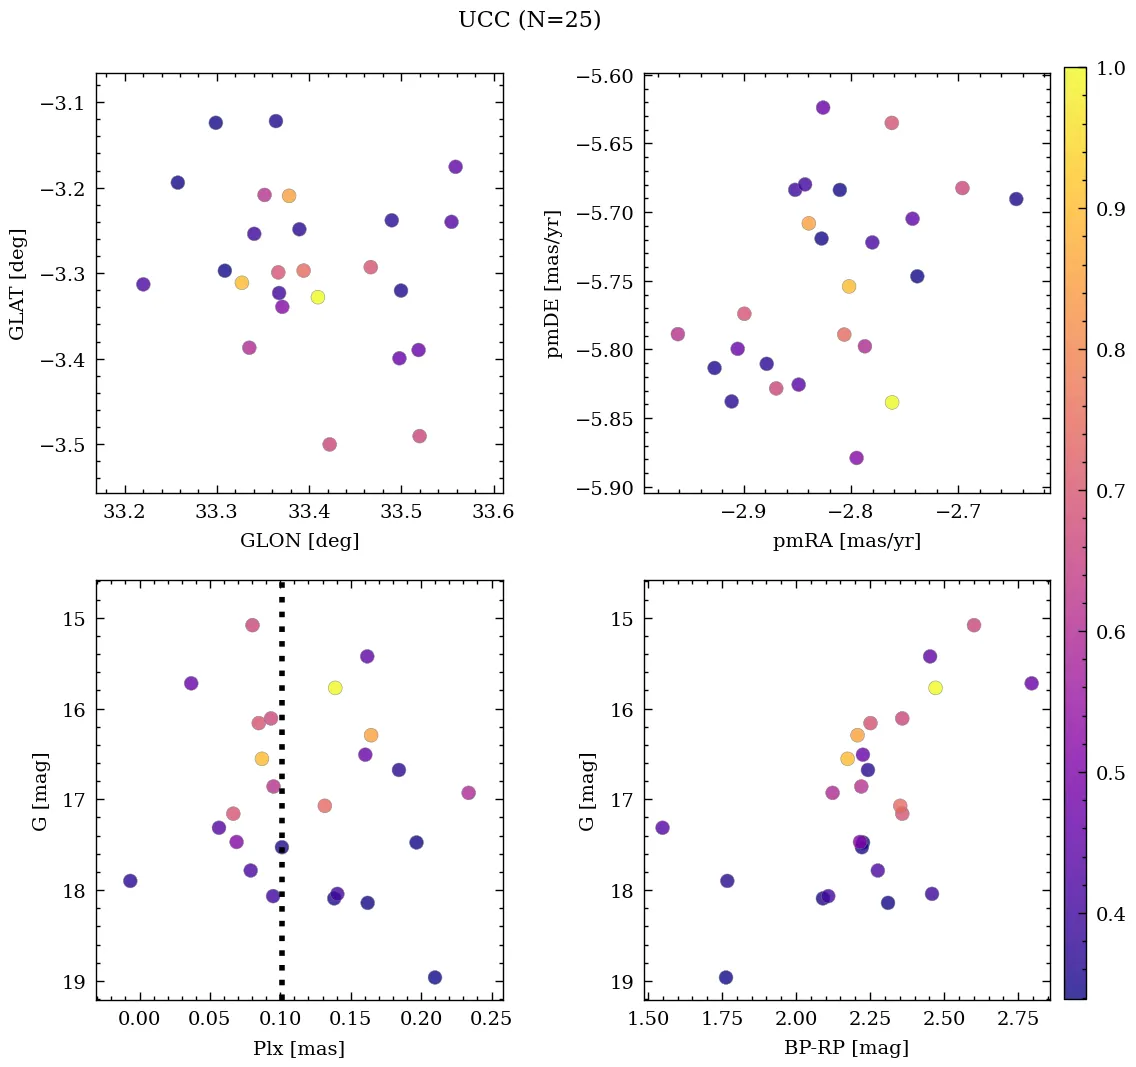 UCC (N=25)
−3.1
−3.2
−3.3
−3.4
−3.5
GLAT [deg]
33.2 33.3 33.4 33.5 33.6
GLON [deg]
−5.60
−5.65
−5.70
−5.75
−5.80
−5.85
−5.90
pmDE [mas/yr]
−2.9 −2.8 −2.7
pmRA [mas/yr]
15
16
17
18
19
G [mag]
0.00 0.05 0.10 0.15 0.20 0.25
Plx [mas]
15
16
17
18
19
G [mag]
1.50 1.75 2.00 2.25 2.50 2.75
BP-RP [mag]
1.0
0.9
0.8
0.7
0.6
0.5
0.4